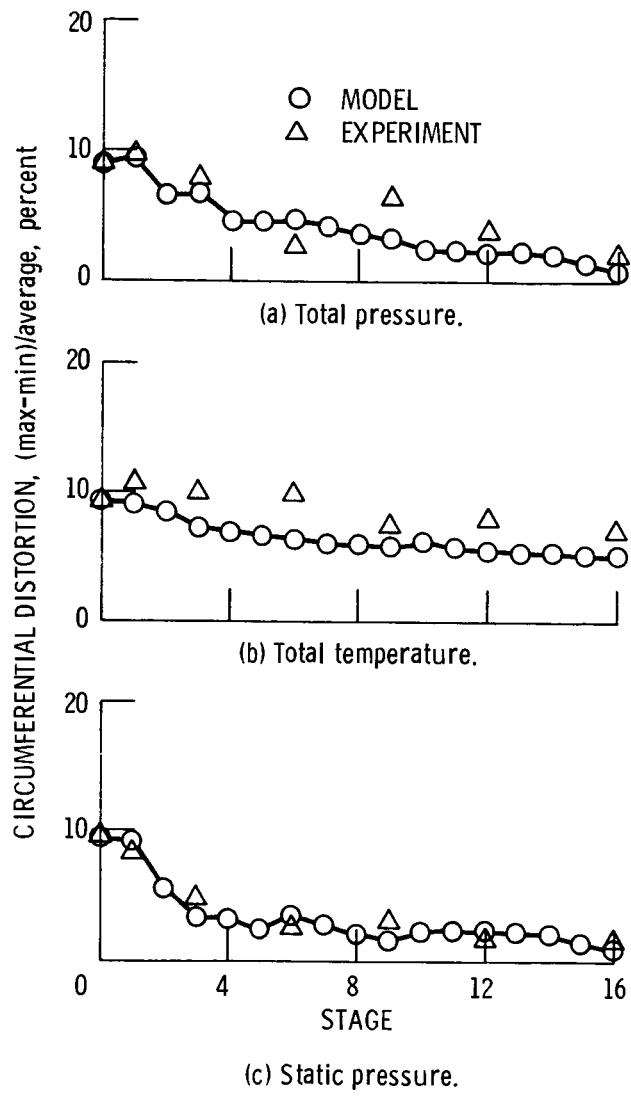 20
MODEL
EXPERIMENT
10
0
(a) Total pressure.
20
10
0
(b) Total temperature.
20
10
0 4 8 12 16
STAGE
(c) Static pressure.
CIRCUMFERENTIAL DISTORTION, (max-min)/average, percent